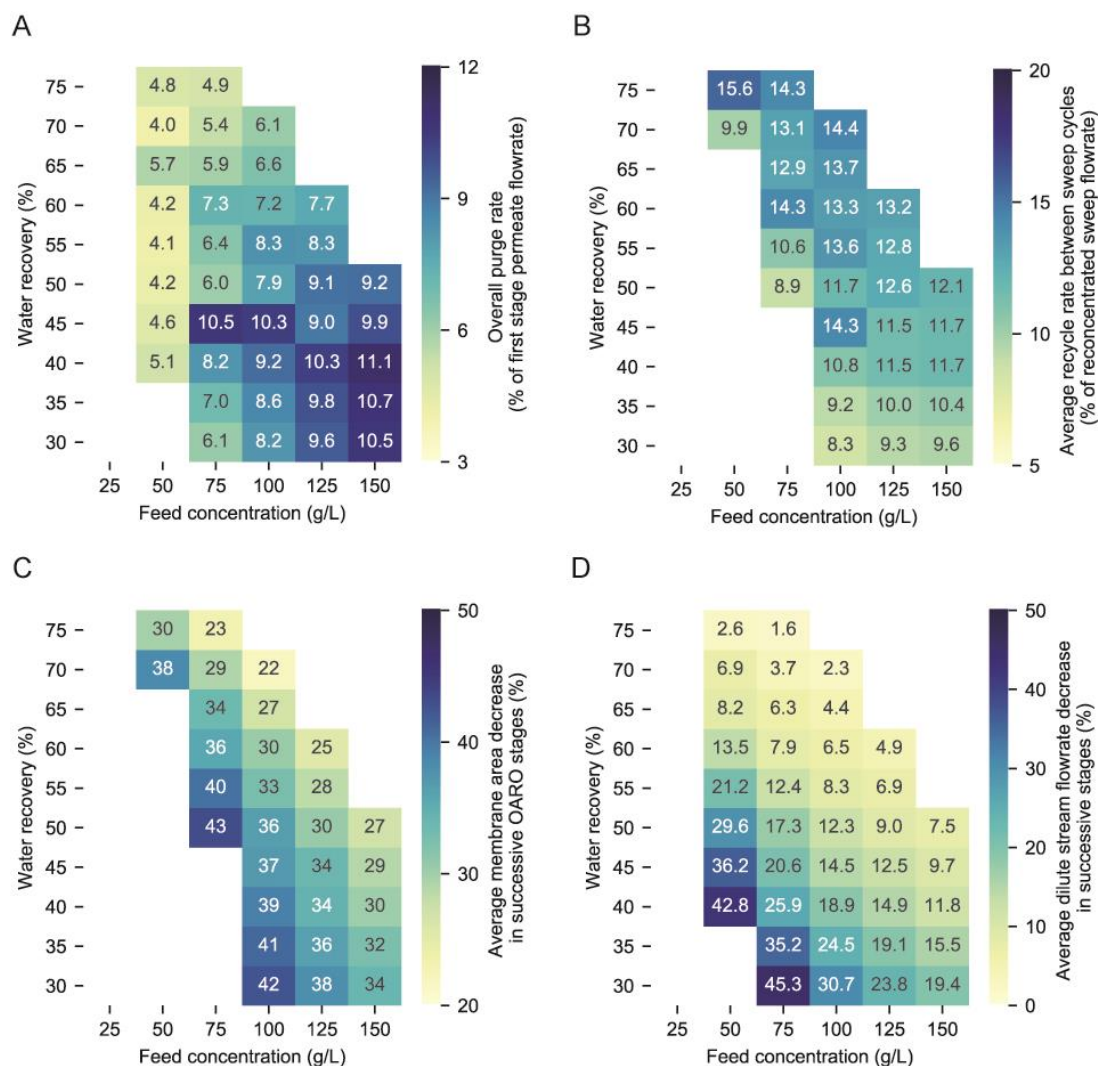 A
75 – 4.8 4.9
70 – 4.0 5.4 6.1
65 – 5.7 5.9 6.6
60 – 4.2 7.3 7.2 7.7
55 – 4.1 6.4 8.3 8.3
50 – 4.2 6.0 7.9 9.1 9.2
45 – 4.6 10.5 10.3 9.0 9.9
40 – 5.1 8.2 9.2 10.3 11.1
35 – 7.0 8.6 9.8 10.7
30 – 6.1 8.2 9.6 10.5
25 50 75 100 125 150
Feed concentration (g/L)
Water recovery (%)
12
9
6
3
Overall purge rate
(% of first stage permeate flowrate)
B
75 – 15.6 14.3
70 – 9.9 13.1 14.4
65 – 12.9 13.7
60 – 14.3 13.3 13.2
55 – 10.6 13.6 12.8
50 – 8.9 11.7 12.6 12.1
45 – 14.3 11.5 11.7
40 – 10.8 11.5 11.7
35 – 9.2 10.0 10.4
30 – 8.3 9.3 9.6
25 50 75 100 125 150
Feed concentration (g/L)
Water recovery (%)
20
15
10
5
Average recycle rate between sweep cycles
(% of reconcentrated sweep flowrate)
C
75 – 30 23
70 – 38 29 22
65 – 34 27
60 – 36 30 25
55 – 40 33 28
50 – 43 36 30 27
45 – 37 34 29
40 – 39 34 30
35 – 41 36 32
30 – 42 38 34
25 50 75 100 125 150
Feed concentration (g/L)
Water recovery (%)
50
40
30
20
Average membrane area decrease
in successive OARO stages (%)
D
75 – 2.6 1.6
70 – 6.9 3.7 2.3
65 – 8.2 6.3 4.4
60 – 13.5 7.9 6.5 4.9
55 – 21.2 12.4 8.3 6.9
50 – 29.6 17.3 12.3 9.0 7.5
45 – 36.2 20.6 14.5 12.5 9.7
40 – 42.8 25.9 18.9 14.9 11.8
35 – 35.2 24.5 19.1 15.5
30 – 45.3 30.7 23.8 19.4
25 50 75 100 125 150
Feed concentration (g/L)
Water recovery (%)
50
40
30
20
10
0
Average dilute stream flowrate decrease
in successive stages (%)